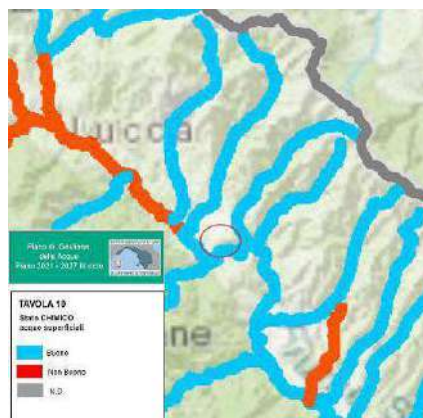 Lucca
Piano di Gestione
delle Acque
Piano 2021 - 2027 III ciclo
ne
TAVOLA 10
Stato CHIMICO
acque superficiali
Buono
Non Buono
N.D.